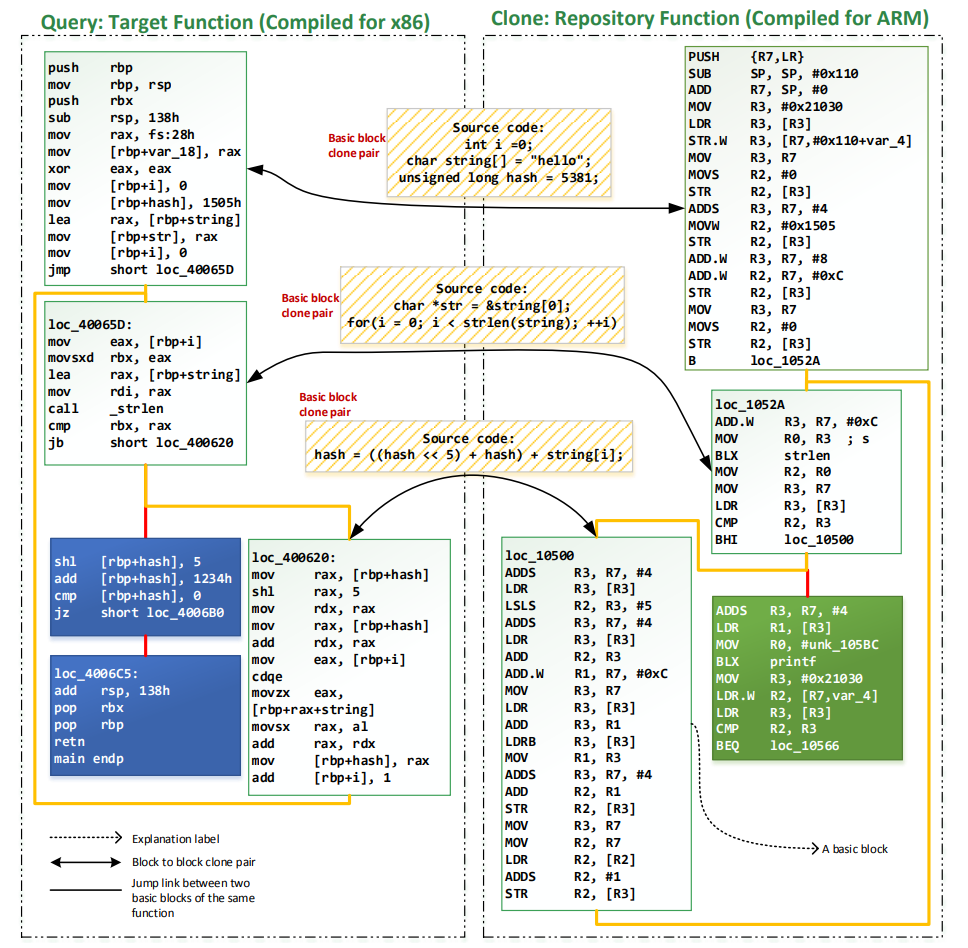 Query: Target Function (Compiled for x86)
Clone: Repository Function (Compiled for ARM)
push rbp
mov rbp, rsp
push rbx
sub rsp, 138h
mov rax, fs:28h
mov [rbp+var_18], rax
xor eax, eax
mov [rbp+i], 0
mov [rbp+hash], 1505h
lea rax, [rbp+string]
mov [rbp+str], rax
mov [rbp+i], 0
jmp short loc_40065D
Basic block
clone pair
Source code:
int i =0;
char string[] = "hello";
unsigned long hash = 5381;
PUSH {R7,LR}
SUB SP, SP, #0x110
ADD R7, SP, #0
MOV R3, #0x21030
LDR R3, [R3]
STR.W R3, [R7,#0x110+var_4]
MOV R3, R7
MOVS R2, #0
STR R2, [R3]
ADDS R3, R7, #4
MOVW R2, #0x1505
STR R2, [R3]
ADD.W R3, R7, #8
ADD.W R2, R7, #0xC
STR R2, [R3]
MOV R3, R7
MOVS R2, #0
STR R2, [R3]
B loc_1052A
Basic block
clone pair
Source code:
char *str = &string[0];
for(i = 0; i < strlen(string); ++i)
loc_40065D:
mov eax, [rbp+i]
movsxd rbx, eax
lea rax, [rbp+string]
mov rdi, rax
call _strlen
cmp rbx, rax
jb short loc_400620
loc_1052A
ADD.W R3, R7, #0xC
MOV R0, R3 ; s
BLX strlen
MOV R2, R0
MOV R3, R7
LDR R3, [R3]
CMP R2, R3
BHI loc_10500
Basic block
clone pair
Source code:
hash = ((hash << 5) + hash) + string[i];
shl [rbp+hash], 5
add [rbp+hash], 1234h
cmp [rbp+hash], 0
jz short loc_4006B0
loc_4006C5:
add rsp, 138h
pop rbx
pop rbp
retn
main endp
loc_400620:
mov rax, [rbp+hash]
shl rax, 5
mov rdx, rax
mov rax, [rbp+hash]
add rdx, rax
mov eax, [rbp+i]
cdqe
movzx eax,
[rbp+rax+string]
movsx rax, al
add rax, rdx
mov [rbp+hash], rax
add [rbp+i], 1
loc_10500
ADDS R3, R7, #4
LDR R3, [R3]
LSLS R2, R3, #5
ADDS R3, R7, #4
LDR R3, [R3]
ADD R2, R3
ADD.W R1, R7, #0xC
MOV R3, R7
LDR R3, [R3]
ADD R3, R1
LDRB R3, [R3]
MOV R1, R3
ADDS R3, R7, #4
ADD R2, R1
STR R2, [R3]
MOV R3, R7
MOV R2, R7
LDR R2, [R2]
ADDS R2, #1
STR R2, [R3]
ADDS R3, R7, #4
LDR R1, [R3]
MOV R0, #unk_105BC
BLX printf
MOV R3, #0x21030
LDR.W R2, [R7,var_4]
LDR R3, [R3]
CMP R2, R3
BEQ loc_10566
A basic block
Explanation label
Block to block clone pair
Jump link between two
basic blocks of the same
function